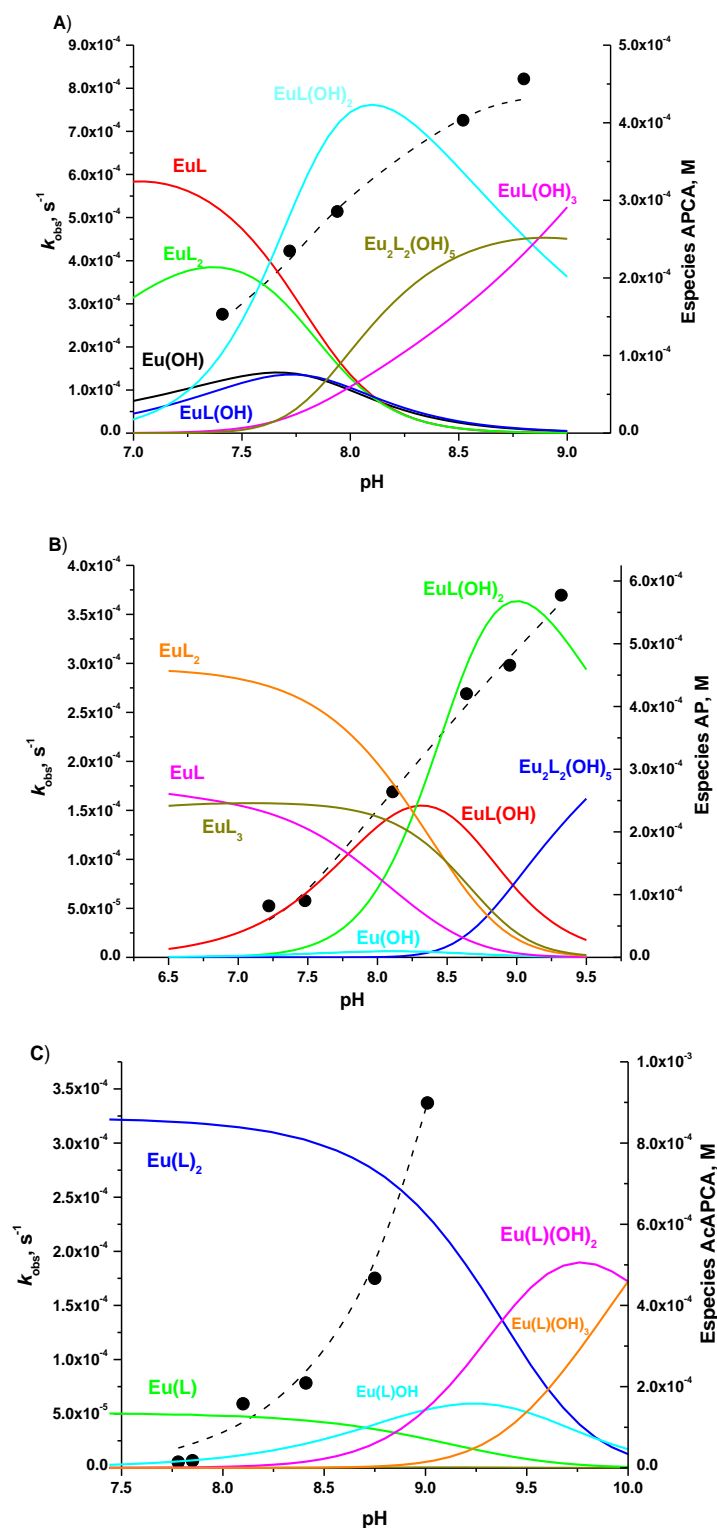 A)
9.0x10⁻⁴ 5.0x10⁻⁴
8.0x10⁻⁴
7.0x10⁻⁴ 4.0x10⁻⁴
6.0x10⁻⁴
5.0x10⁻⁴ 3.0x10⁻⁴
4.0x10⁻⁴ 2.0x10⁻⁴
3.0x10⁻⁴
2.0x10⁻⁴ 1.0x10⁻⁴
1.0x10⁻⁴
0.0 0.0
k_obs, s⁻¹
Especies APCA, M
EuL(OH)₂
EuL
EuL(OH)₃
EuL₂
Eu₂L₂(OH)₅
Eu(OH)
EuL(OH)
7.0 7.5 8.0 8.5 9.0
pH
B)
4.0x10⁻⁴ 6.0x10⁻⁴
3.5x10⁻⁴
3.0x10⁻⁴ 5.0x10⁻⁴
2.5x10⁻⁴ 4.0x10⁻⁴
2.0x10⁻⁴ 3.0x10⁻⁴
1.5x10⁻⁴ 2.0x10⁻⁴
1.0x10⁻⁴
5.0x10⁻⁵ 1.0x10⁻⁴
0.0 0.0
k_obs, s⁻¹
Especies AP, M
EuL(OH)₂
EuL₂
Eu₂L₂(OH)₅
EuL
EuL(OH)
EuL₃
Eu(OH)
6.5 7.0 7.5 8.0 8.5 9.0 9.5
pH
C)
1.0x10⁻³
3.5x10⁻⁴
3.0x10⁻⁴ 8.0x10⁻⁴
2.5x10⁻⁴
2.0x10⁻⁴ 6.0x10⁻⁴
1.5x10⁻⁴ 4.0x10⁻⁴
1.0x10⁻⁴
5.0x10⁻⁵ 2.0x10⁻⁴
0.0 0.0
k_obs, s⁻¹
Especies AcAPCA, M
Eu(L)₂
Eu(L)(OH)₂
Eu(L)(OH)₃
Eu(L)
Eu(L)OH
7.5 8.0 8.5 9.0 9.5 10.0
pH